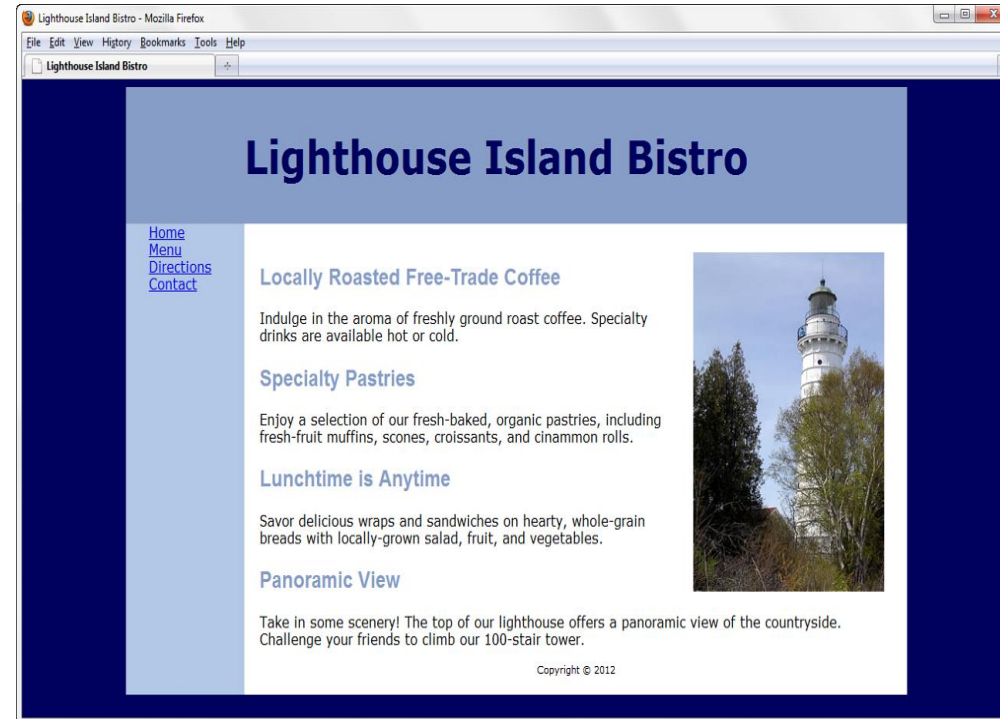 Lighthouse Island Bistro - Mozilla Firefox
File Edit View History Bookmarks Tools Help
Lighthouse Island Bistro
Lighthouse Island Bistro
Home
Menu
Directions
Contact
Locally Roasted Free-Trade Coffee
Indulge in the aroma of freshly ground roast coffee. Specialty
drinks are available hot or cold.
Specialty Pastries
Enjoy a selection of our fresh-baked, organic pastries, including
fresh-fruit muffins, scones, croissants, and cinammon rolls.
Lunchtime is Anytime
Savor delicious wraps and sandwiches on hearty, whole-grain
breads with locally-grown salad, fruit, and vegetables.
Panoramic View
Take in some scenery! The top of our lighthouse offers a panoramic view of the countryside.
Challenge your friends to climb our 100-stair tower.
Copyright © 2012